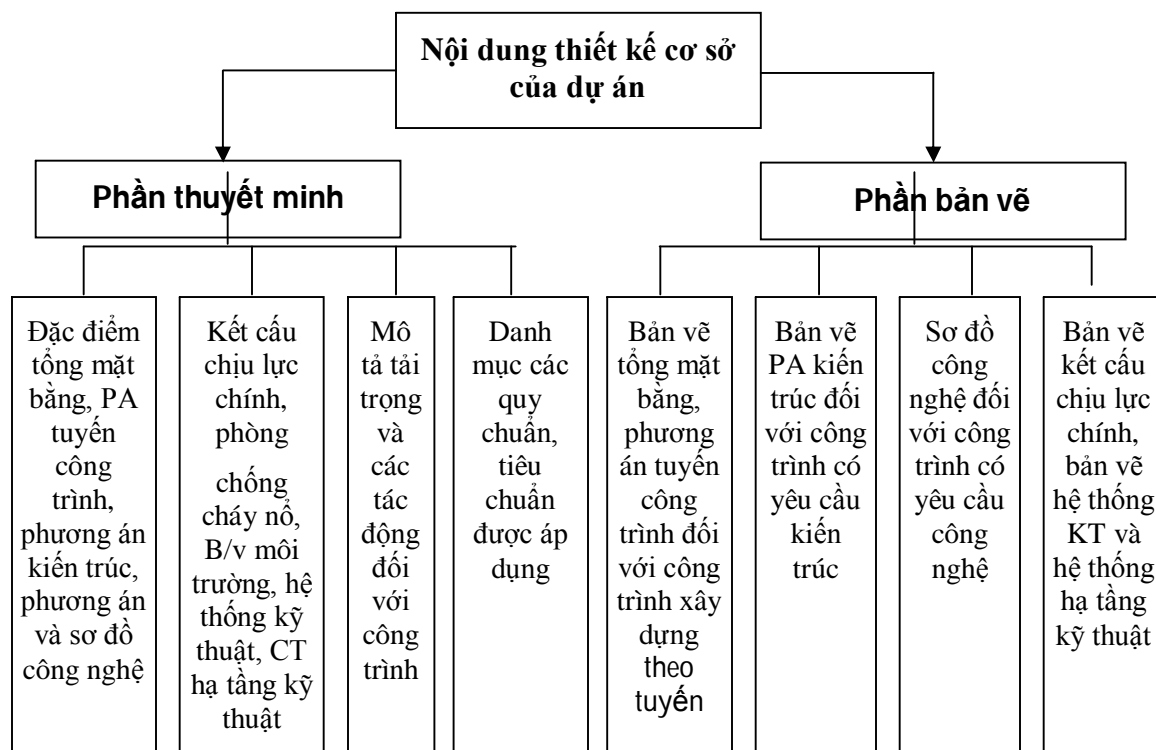 Nội dung thiết kế cơ sở
của dự án
Phần thuyết minh
Phần bản vẽ
Đặc điểm
tổng mặt
bằng, PA
tuyến
công
trình,
phương án
kiến trúc,
phương án
và sơ đồ
công nghệ
Kết cấu
chịu lực
chính,
phòng
chống
cháy nổ,
B/v môi
trường, hệ
thống kỹ
thuật, CT
hạ tầng kỹ
thuật
Mô
tả tải
trọng
và
các
tác
động
đối
với
công
trình
Danh
mục các
quy
chuẩn,
tiêu
chuẩn
được áp
dụng
Bản vẽ
tổng mặt
bằng,
phương
án tuyến
công
trình đối
với công
trình xây
dựng
theo
tuyến
Bản vẽ
PA kiến
trúc đối
với công
trình có
yêu cầu
kiến
trúc
Sơ đồ
công
nghệ đối
với công
trình có
yêu cầu
công
nghệ
Bản vẽ
kết cấu
chịu lực
chính,
bản vẽ
hệ thống
KT và
hệ thống
hạ tầng
kỹ thuật